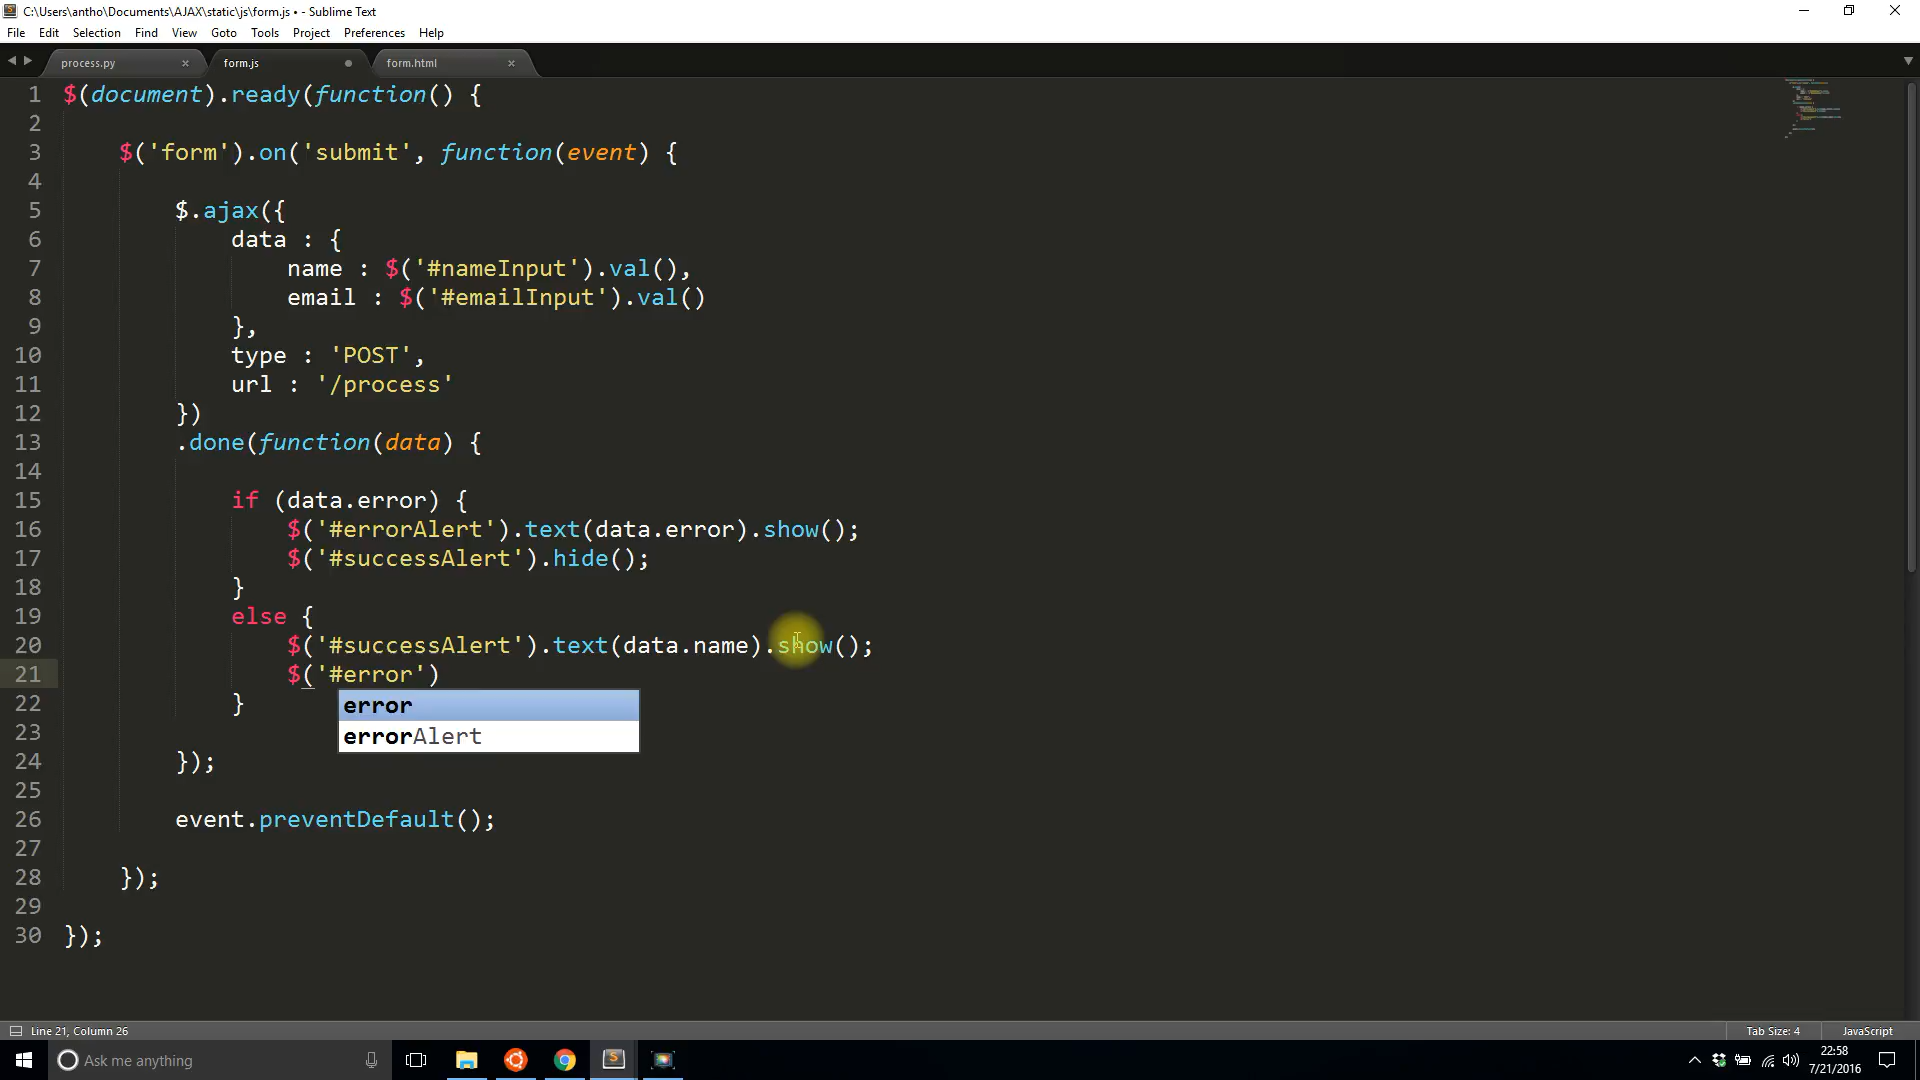 C:\Users\antho\Documents\AJAX\static\js\form.js • - Sublime Text
File Edit Selection Find View Goto Tools Project Preferences Help
process.py × form.js form.html ×
1 $(document).ready(function() {
2
3 $('form').on('submit', function(event) {
4
5 $.ajax({
6 data : {
7 name : $('#nameInput').val(),
8 email : $('#emailInput').val()
9 },
10 type : 'POST',
11 url : '/process'
12 })
13 .done(function(data) {
14
15 if (data.error) {
16 $('#errorAlert').text(data.error).show();
17 $('#successAlert').hide();
18 }
19 else {
20 $('#successAlert').text(data.name).show();
21 $('#error')
error
22 }
errorAlert
23
24 });
25
26 event.preventDefault();
27
28 });
29
30 });
Line 21, Column 26 Tab Size: 4 JavaScript
Ask me anything
22:58
7/21/2016